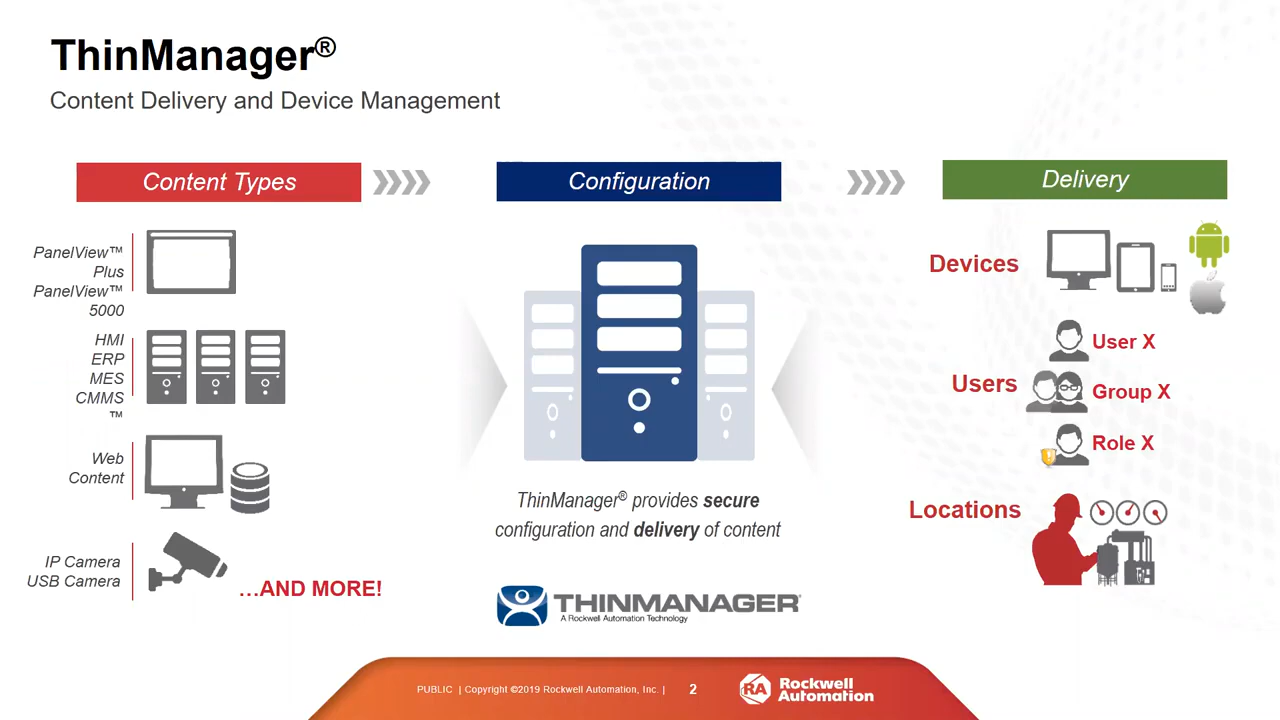 ThinManager®
Content Delivery and Device Management
Content Types
PanelView™
Plus
PanelView™
5000
HMI
ERP
MES
CMMS
™
Web
Content
IP Camera
USB Camera
…AND MORE!
Configuration
ThinManager® provides secure
configuration and delivery of content
THINMANAGER®
A Rockwell Automation Technology
Delivery
Devices
Users
User X
Group X
Role X
Locations
PUBLIC | Copyright ©2019 Rockwell Automation, Inc. |
2
RA
Rockwell
Automation